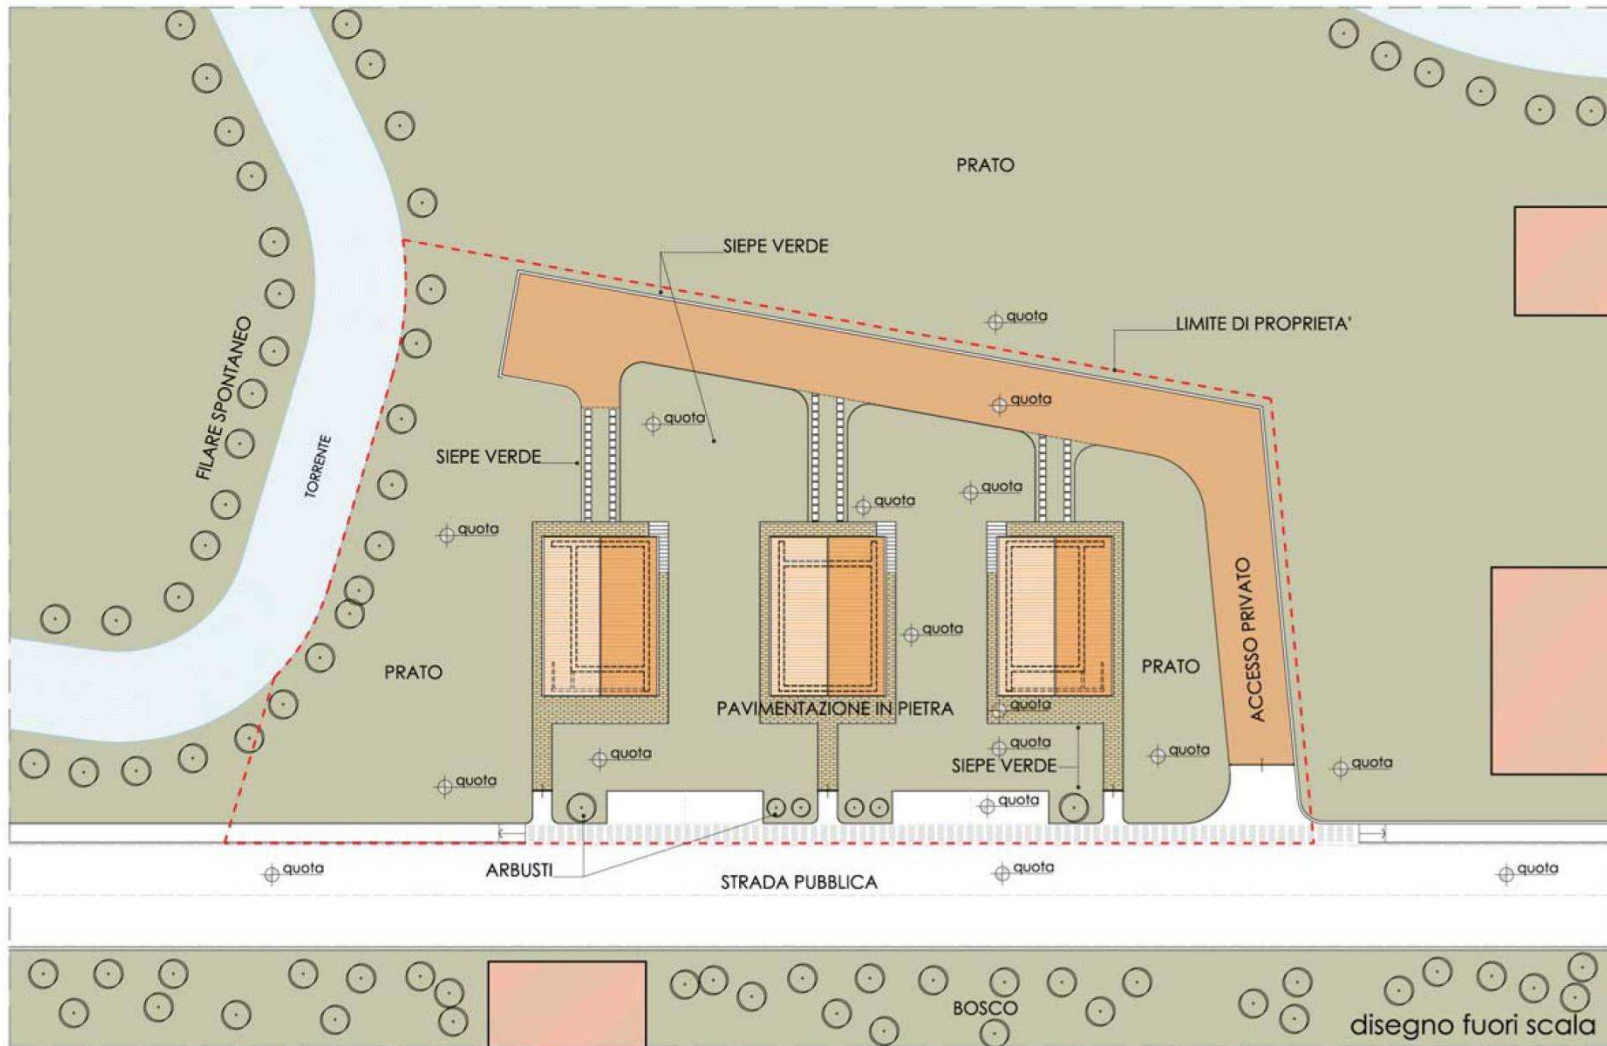 PRATO
SIEPE VERDE
quota
LIMITE DI PROPRIETA'
FILARE SPONTANEO
quota
quota
SIEPE VERDE
TORRENTE
quota
quota
quota
quota
PRATO
PRATO
ACCESSO PRIVATO
PAVIMENTAZIONE IN PIETRA
quota
quota
quota
quota
SIEPE VERDE
quota
quota
quota
quota
ARBUSTI
quota
STRADA PUBBLICA
quota
quota
BOSCO
disegno fuori scala